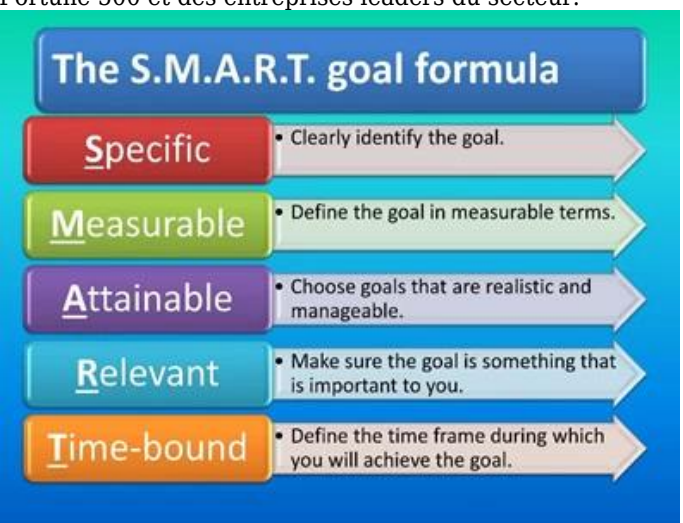 Fortune 500 et des entreprises leaders du secteur.
The S.M.A.R.T. goal formula
Specific
• Clearly identify the goal.
Measurable
• Define the goal in measurable terms.
Attainable
• Choose goals that are realistic and
manageable.
Relevant
• Make sure the goal is something that
is important to you.
Time-bound
• Define the time frame during which
you will achieve the goal.